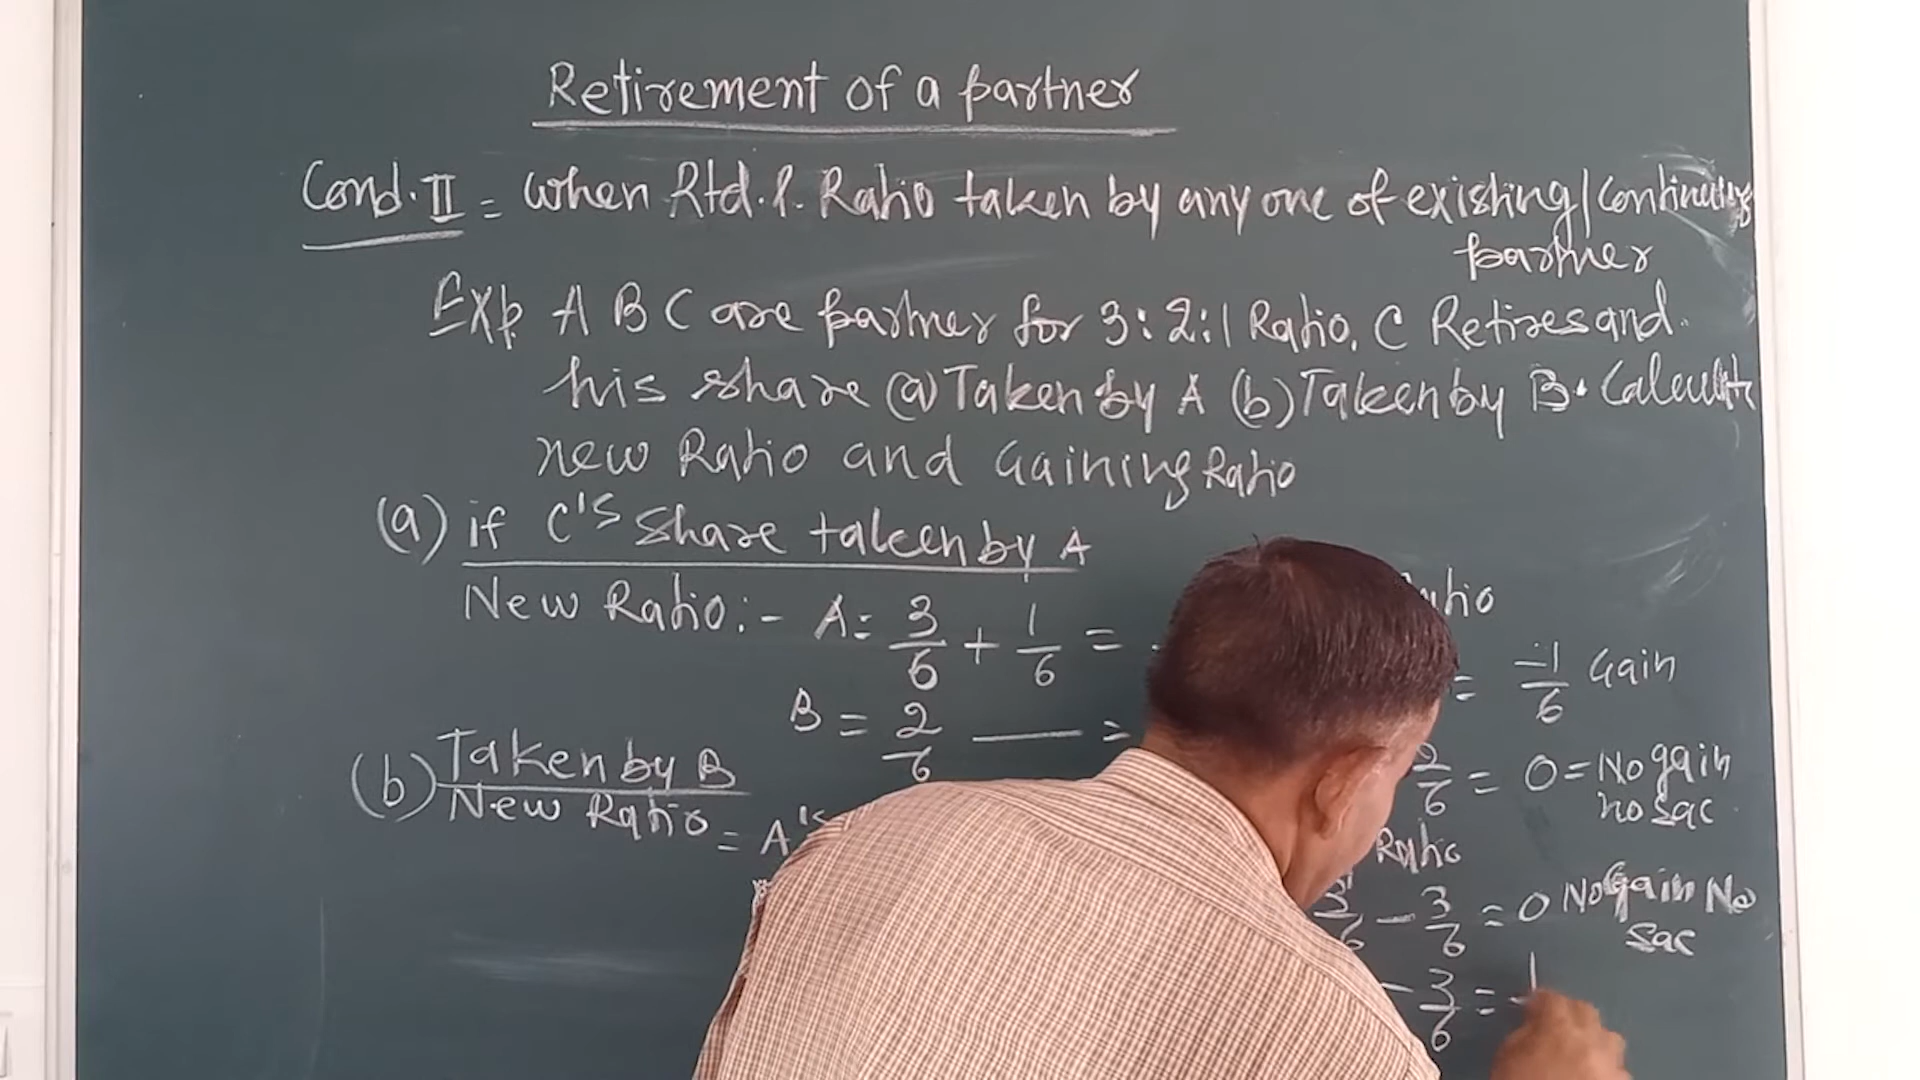 Retirement of a partner
Cond. II = when Rtd. P. Ratio taken by any one of existing/continuing
partner
Exp. A B C are partner for 3:2:1 Ratio. C Retires and
his share (a) Taken by A (b) Taken by B. Calculate
new Ratio and Gaining Ratio
(a) if C's share taken by A
New Ratio:- A = 3/6 + 1/6 =
= -1/6 Gain
B = 2/6 — =
2/6 = 0 = No gain
no sac
(b) Taken by B
New Ratio = A's
Ratio
3/6 - 3/6 = 0 No Gain No
sac
- 3/6 =